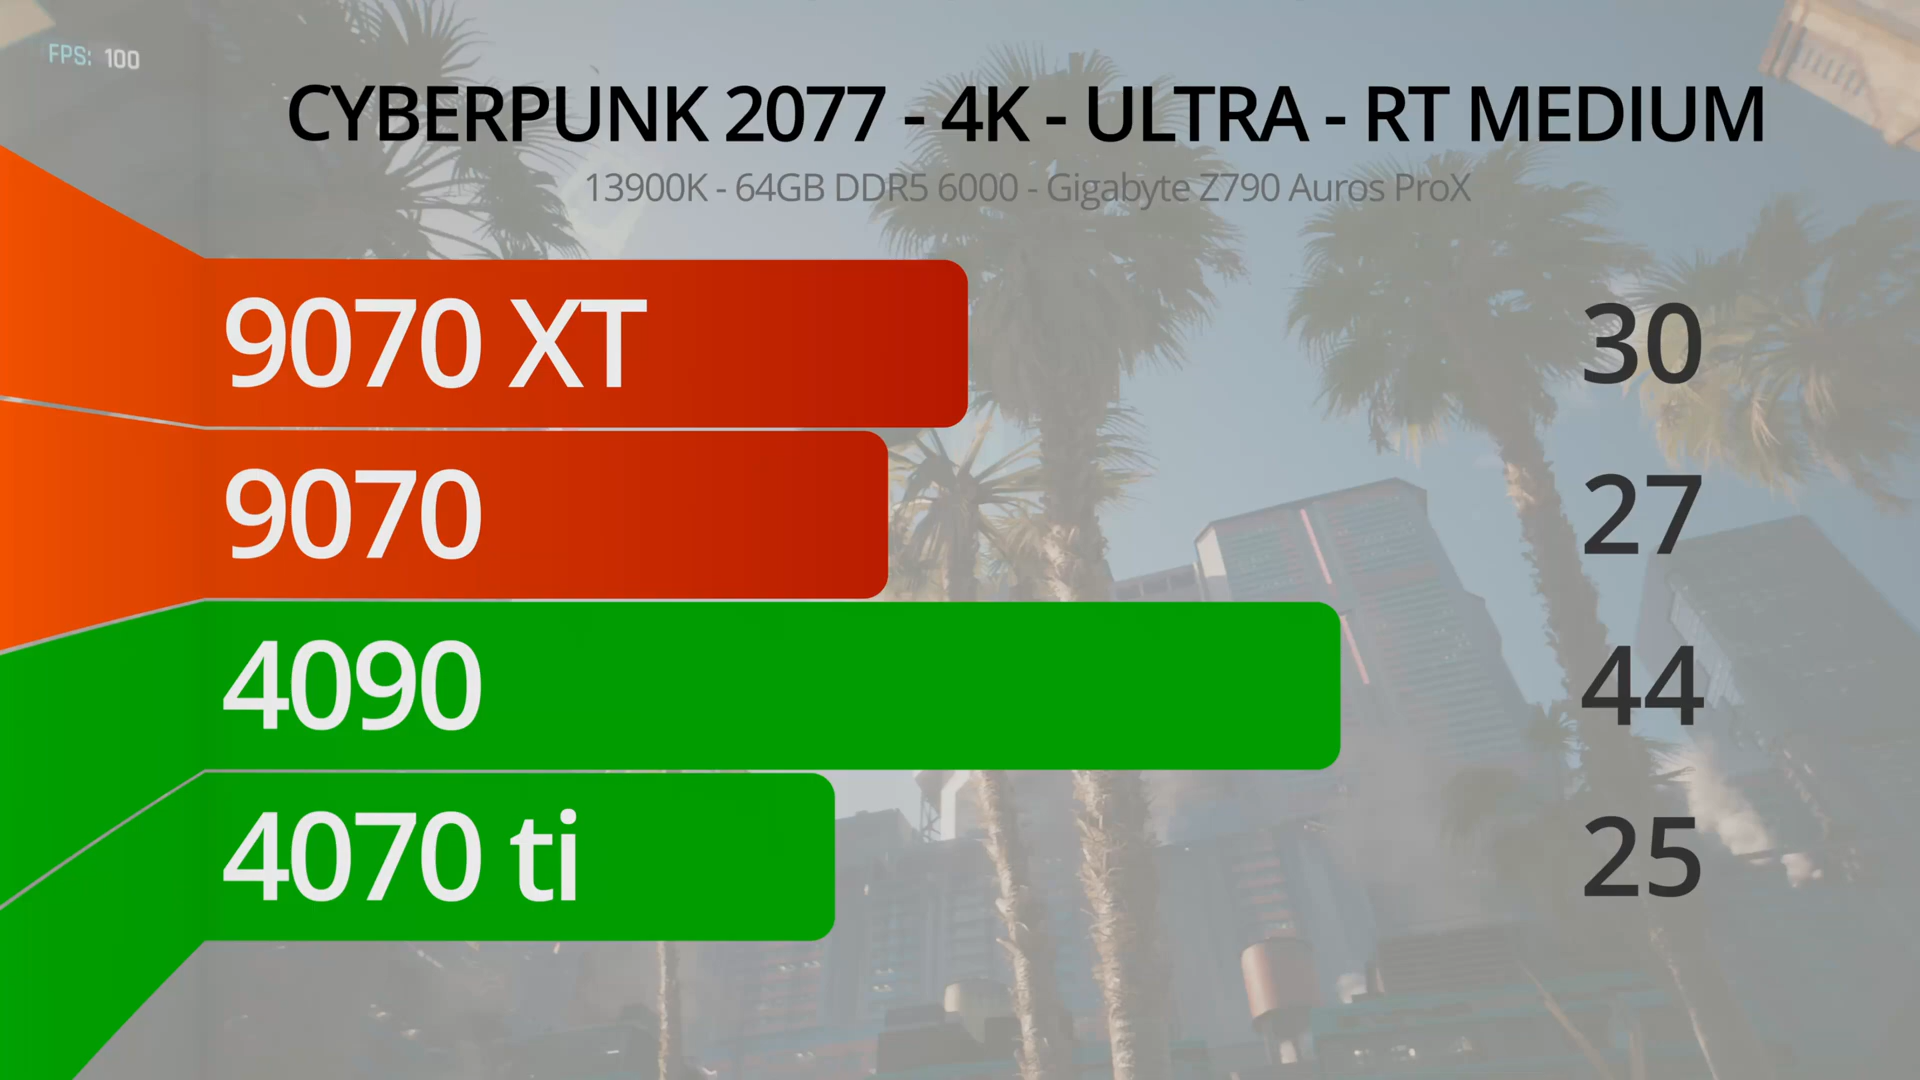 FPS: 100
CYBERPUNK 2077 - 4K - ULTRA - RT MEDIUM
13900K - 64GB DDR5 6000 - Gigabyte Z790 Auros ProX
9070 XT 30
9070 27
4090 44
4070 ti 25